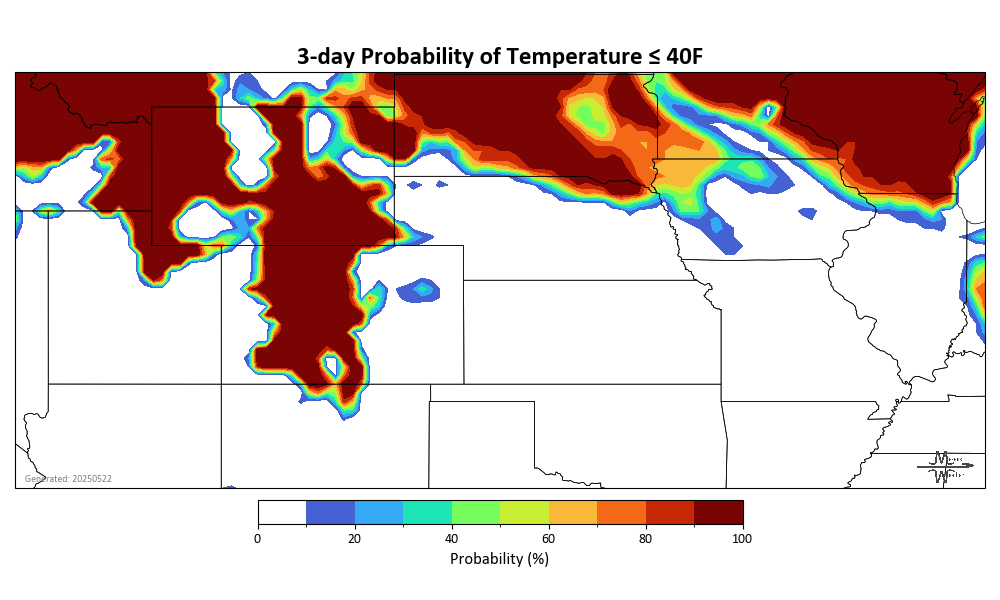 3-day Probability of Temperature ≤ 40F
Generated: 20250522
0 20 40 60 80 100
Probability (%)